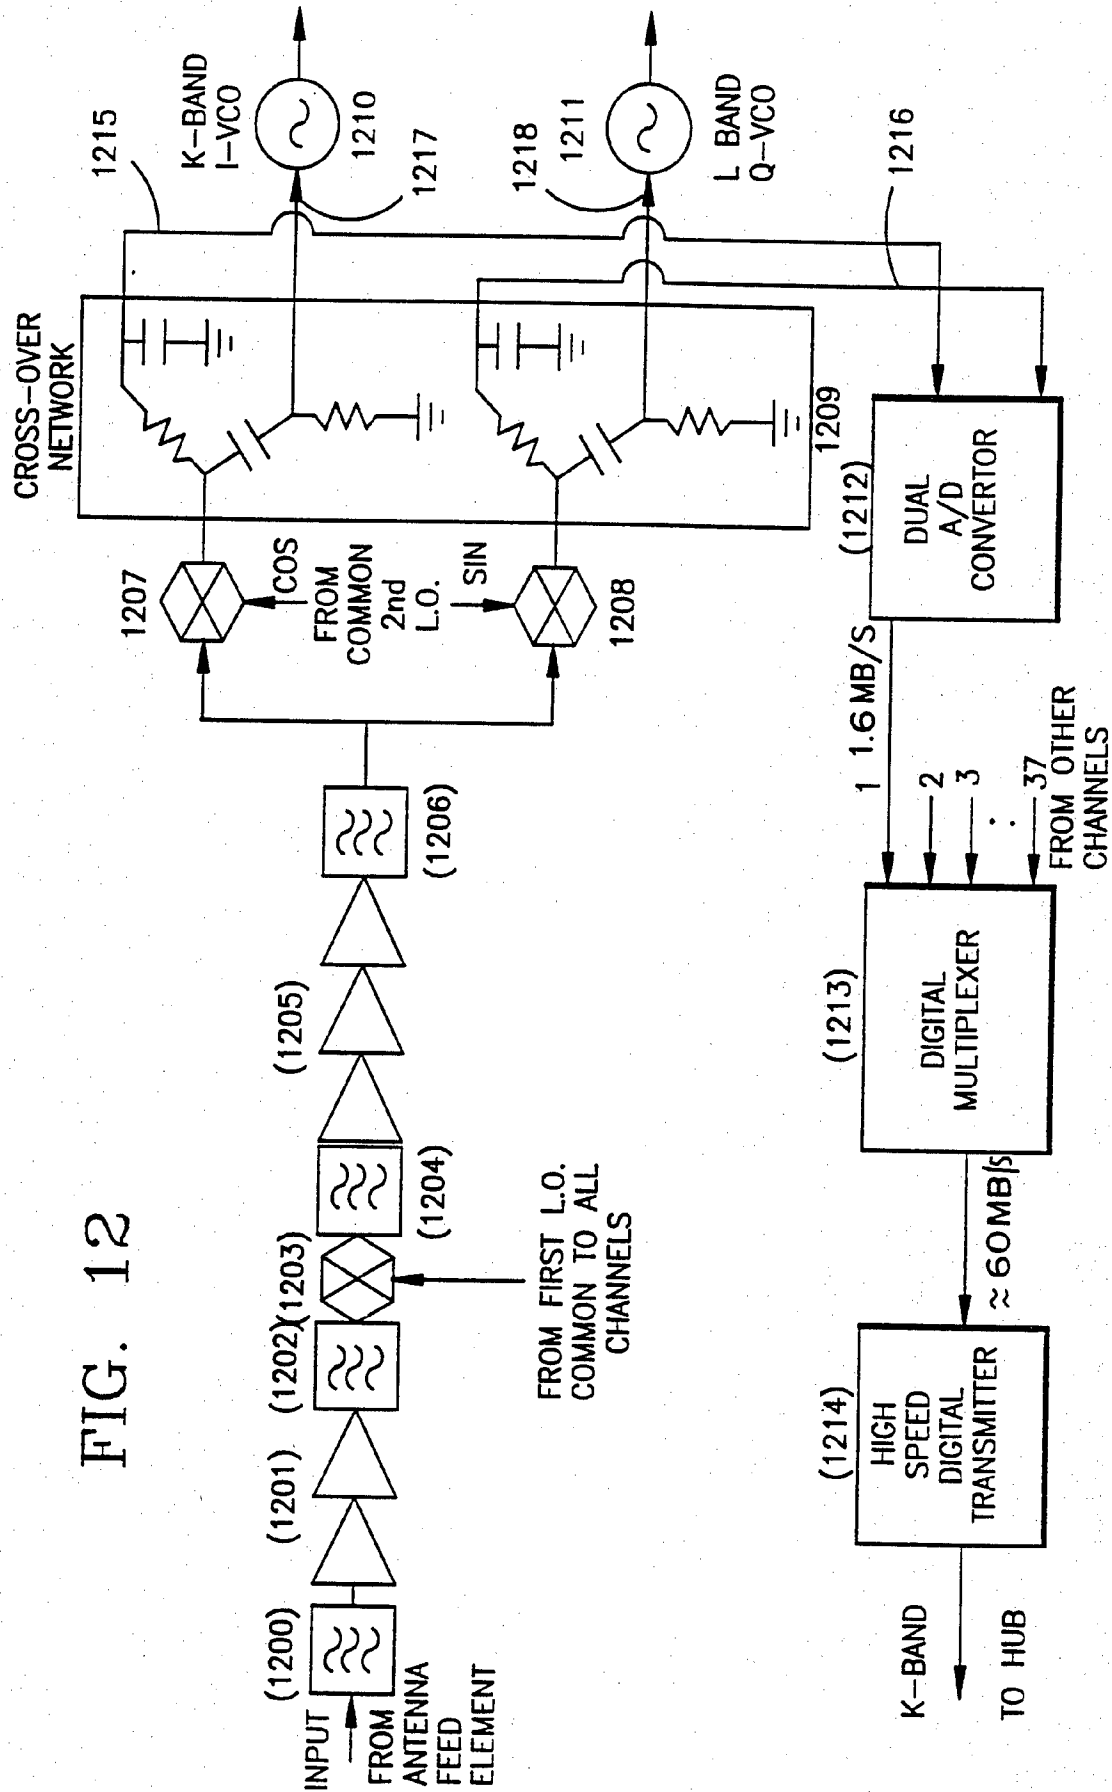 FIG. 12
INPUT
FROM
ANTENNA
FEED
ELEMENT
(1200)
(1201)
(1202)
(1203)
(1204)
FROM FIRST L.O.
COMMON TO ALL
CHANNELS
(1205)
(1206)
1207
COS
FROM
COMMON
2nd
L.O.
SIN
1208
CROSS-OVER
NETWORK
1209
1215
K-BAND
I-VCO
1210
1217
1218
1211
L BAND
Q-VCO
1216
(1212)
DUAL
A/D
CONVERTOR
1 1.6 MB/S
2
3
:
37
FROM OTHER
CHANNELS
(1213)
DIGITAL
MULTIPLEXER
≈ 60 MB/S
(1214)
HIGH
SPEED
DIGITAL
TRANSMITTER
K-BAND
TO HUB